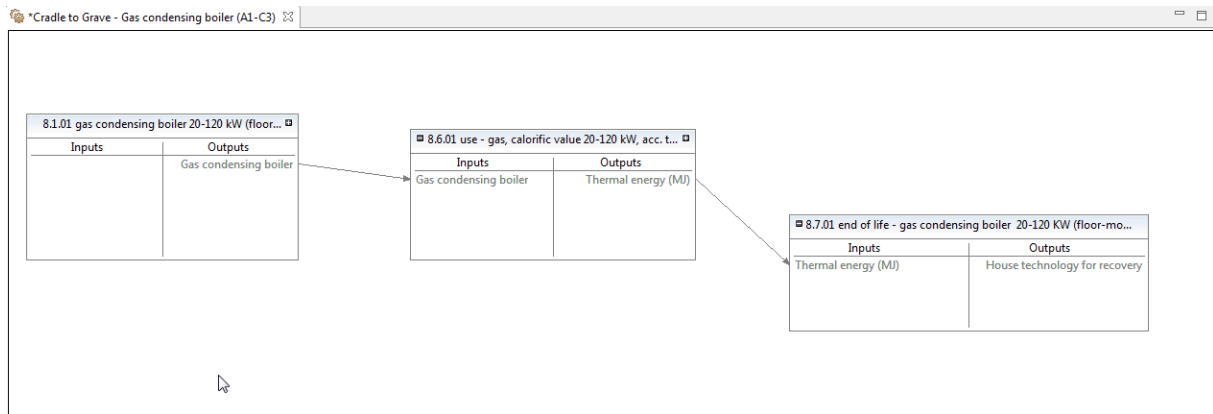 *Cradle to Grave - Gas condensing boiler (A1-C3)
8.1.01 gas condensing boiler 20-120 kW (floor...
Inputs Outputs
Gas condensing boiler
8.6.01 use - gas, calorific value 20-120 kW, acc. t...
Inputs Outputs
Gas condensing boiler Thermal energy (MJ)
8.7.01 end of life - gas condensing boiler 20-120 KW (floor-mo...
Inputs Outputs
Thermal energy (MJ) House technology for recovery